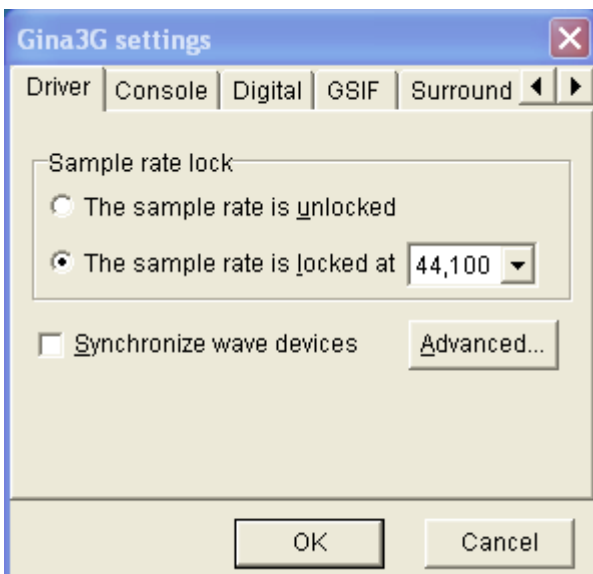 Gina3G settings
Driver Console Digital GSIF Surround
Sample rate lock
The sample rate is unlocked
The sample rate is locked at 44,100
Synchronize wave devices Advanced...
OK Cancel